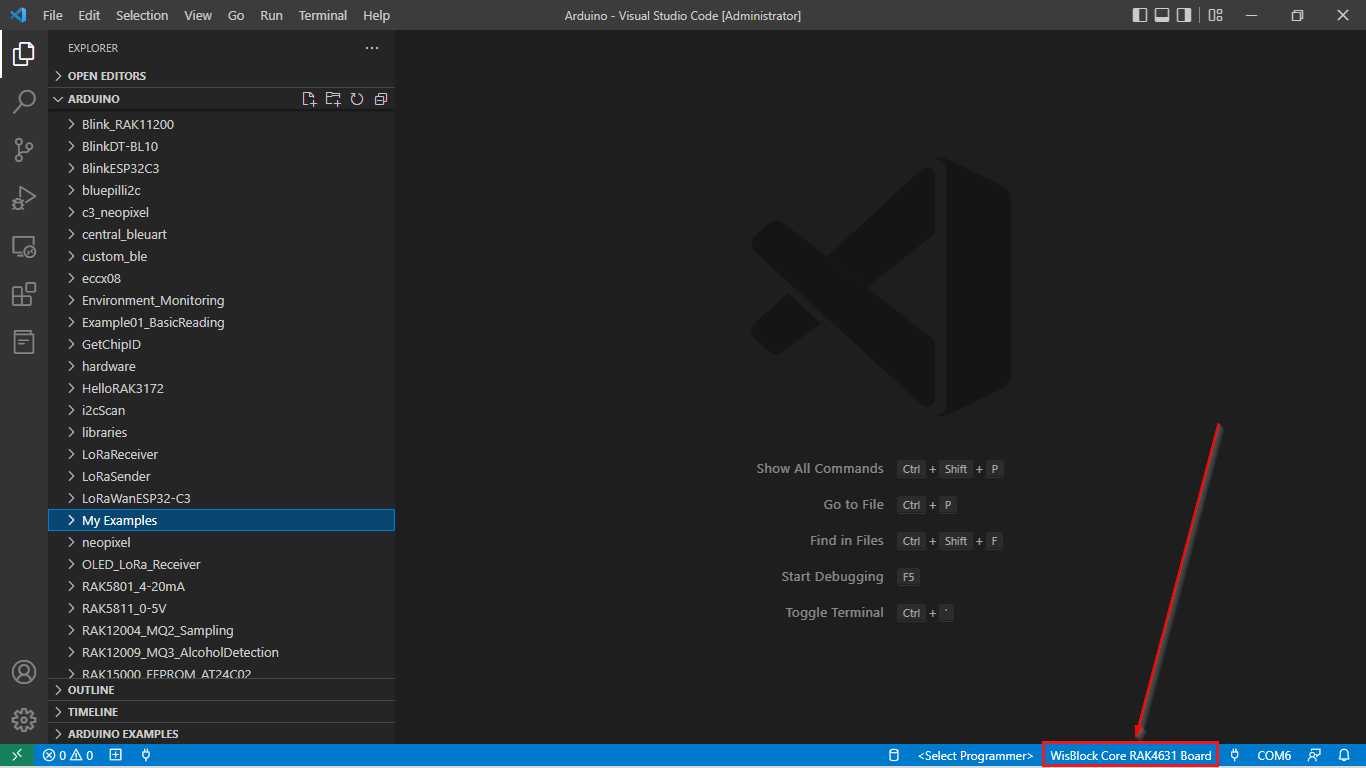 File Edit Selection View Go Run Terminal Help
Arduino - Visual Studio Code [Administrator]
EXPLORER
OPEN EDITORS
ARDUINO
Blink_RAK11200
BlinkDT-BL10
BlinkESP32C3
bluepilli2c
c3_neopixel
central_bleuart
custom_ble
eccx08
Environment_Monitoring
Example01_BasicReading
GetChipID
hardware
HelloRAK3172
i2cScan
libraries
LoRaReceiver
LoRaSender
LoRaWanESP32-C3
My Examples
neopixel
OLED_LoRa_Receiver
RAK5801_4-20mA
RAK5811_0-5V
RAK12004_MQ2_Sampling
RAK12009_MQ3_AlcoholDetection
RAK15000_EEPROM_AT24C02
OUTLINE
TIMELINE
ARDUINO EXAMPLES
Show All Commands Ctrl + Shift + P
Go to File Ctrl + P
Find in Files Ctrl + Shift + F
Start Debugging F5
Toggle Terminal Ctrl + '
0 0 <Select Programmer> WisBlock Core RAK4631 Board COM6